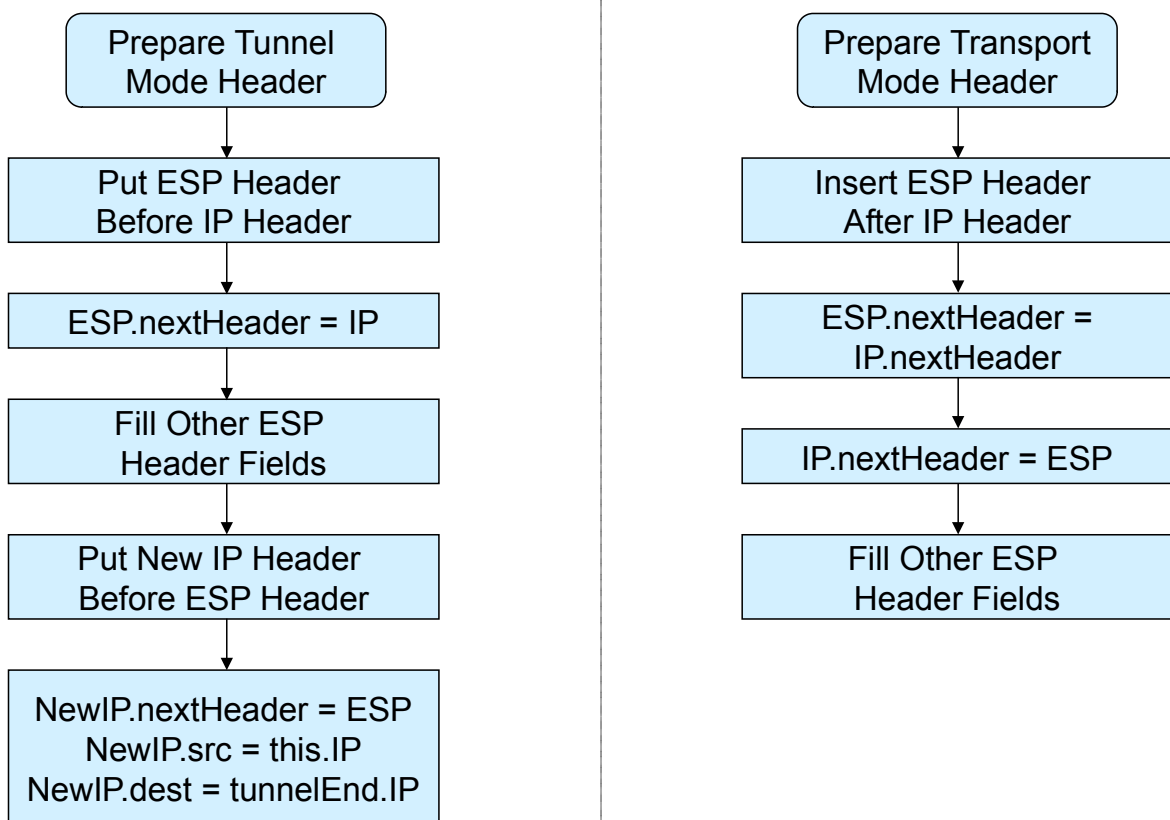 Prepare Tunnel
Mode Header
Put ESP Header
Before IP Header
ESP.nextHeader = IP
Fill Other ESP
Header Fields
Put New IP Header
Before ESP Header
NewIP.nextHeader = ESP
NewIP.src = this.IP
NewIP.dest = tunnelEnd.IP
Prepare Transport
Mode Header
Insert ESP Header
After IP Header
ESP.nextHeader =
IP.nextHeader
IP.nextHeader = ESP
Fill Other ESP
Header Fields